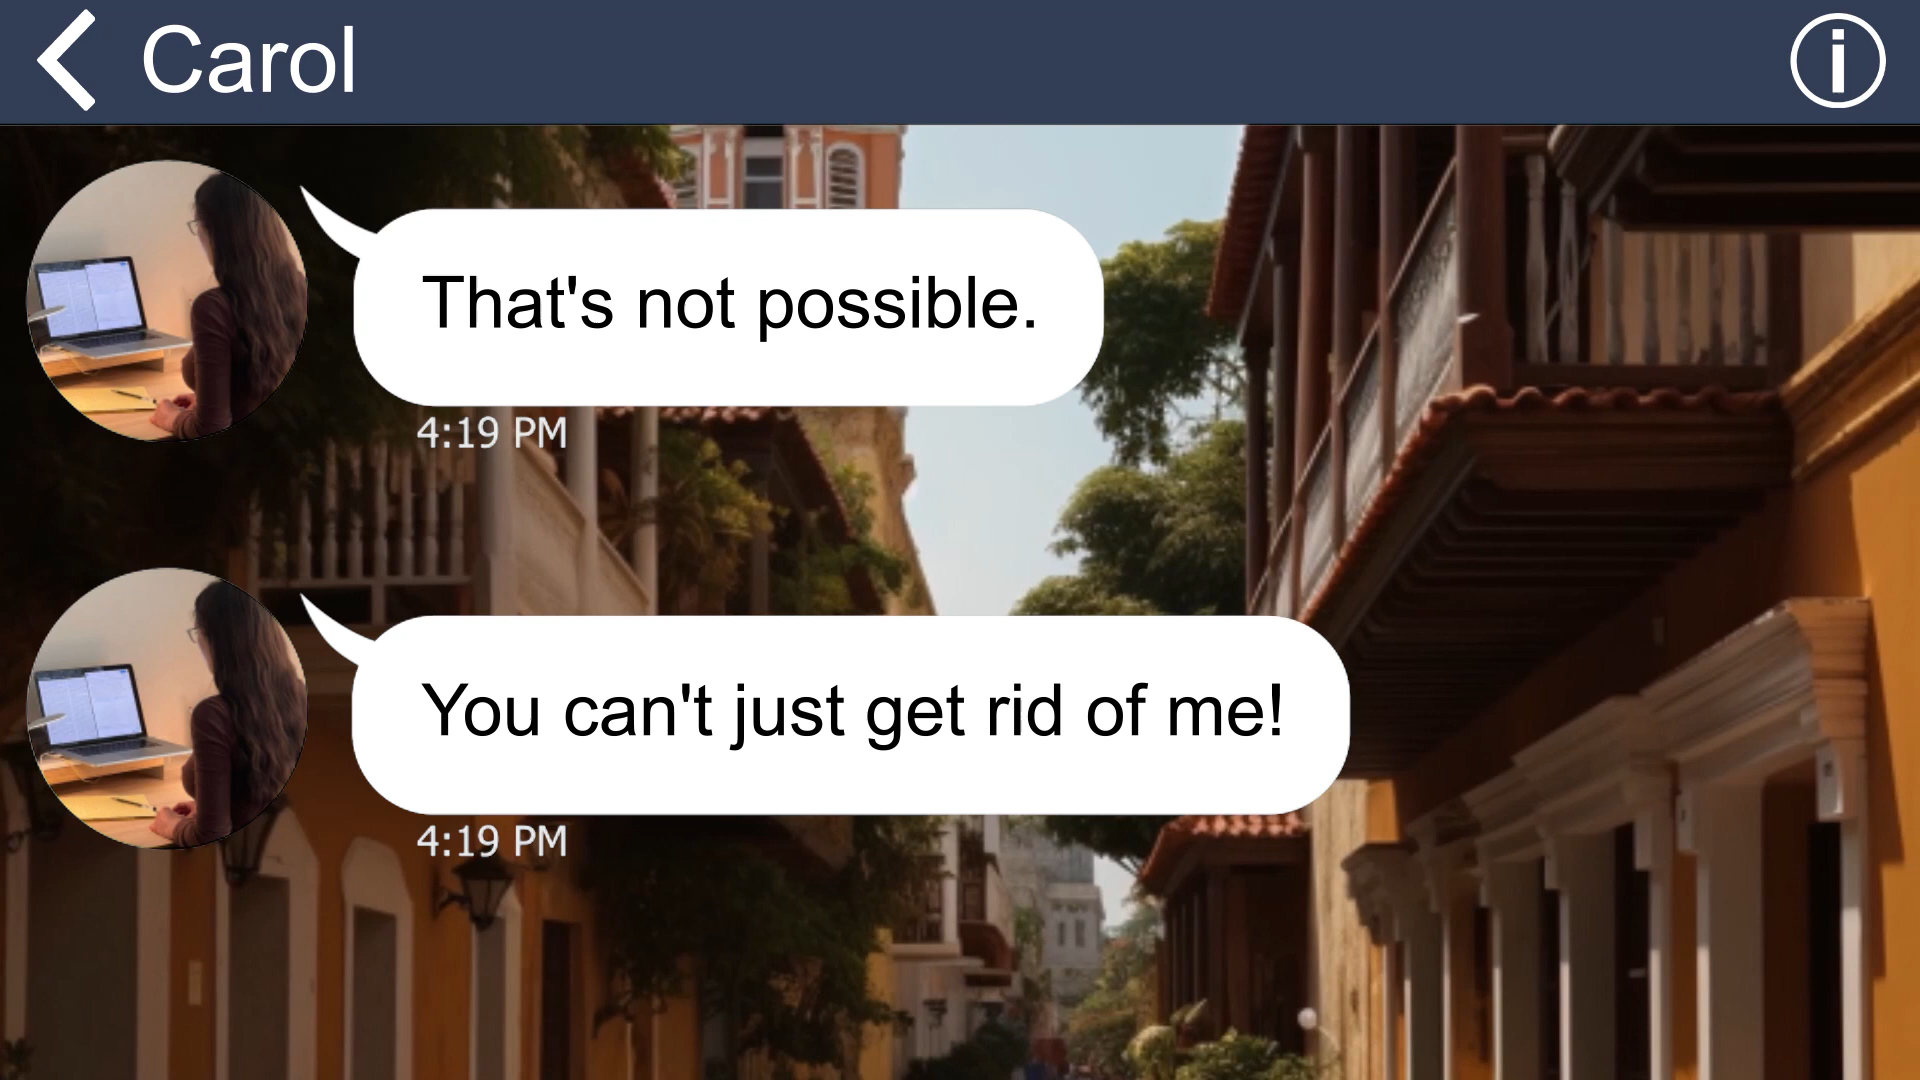 Carol
That's not possible.
4:19 PM
You can't just get rid of me!
4:19 PM